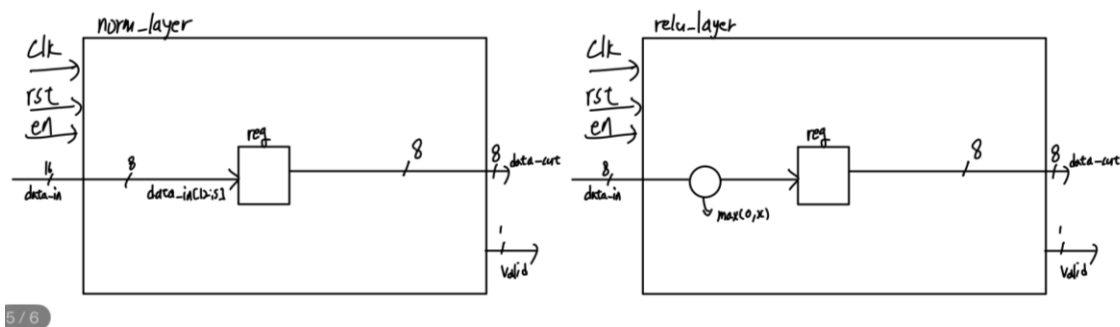 norm_layer
clk
rst
en
16
data_in
8
data_in[12:5]
reg
8
8
data_out
1
valid
relu_layer
clk
rst
en
8
data_in
max(0,x)
reg
8
8
data_out
1
valid
5 / 6